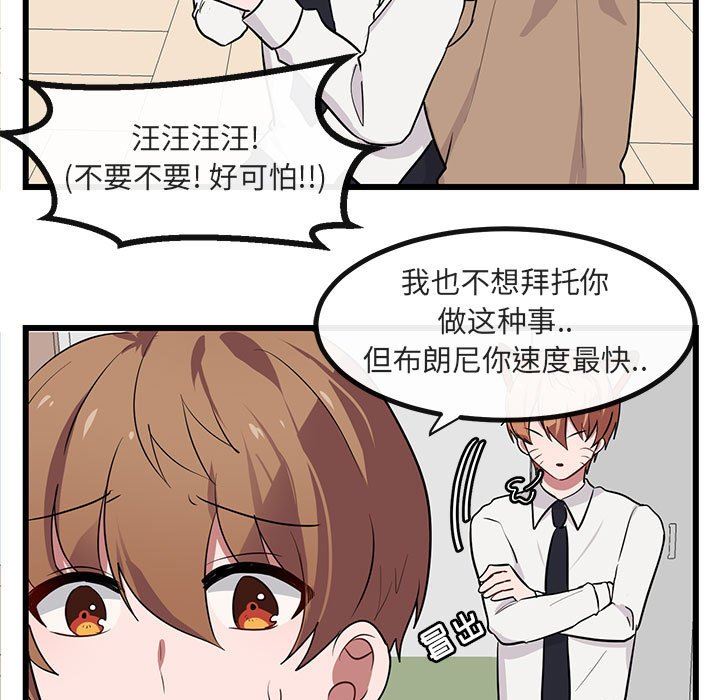 汪汪汪汪!
(不要不要! 好可怕!!)
我也不想拜托你
做这种事..
但布朗尼你速度最快..
冒出